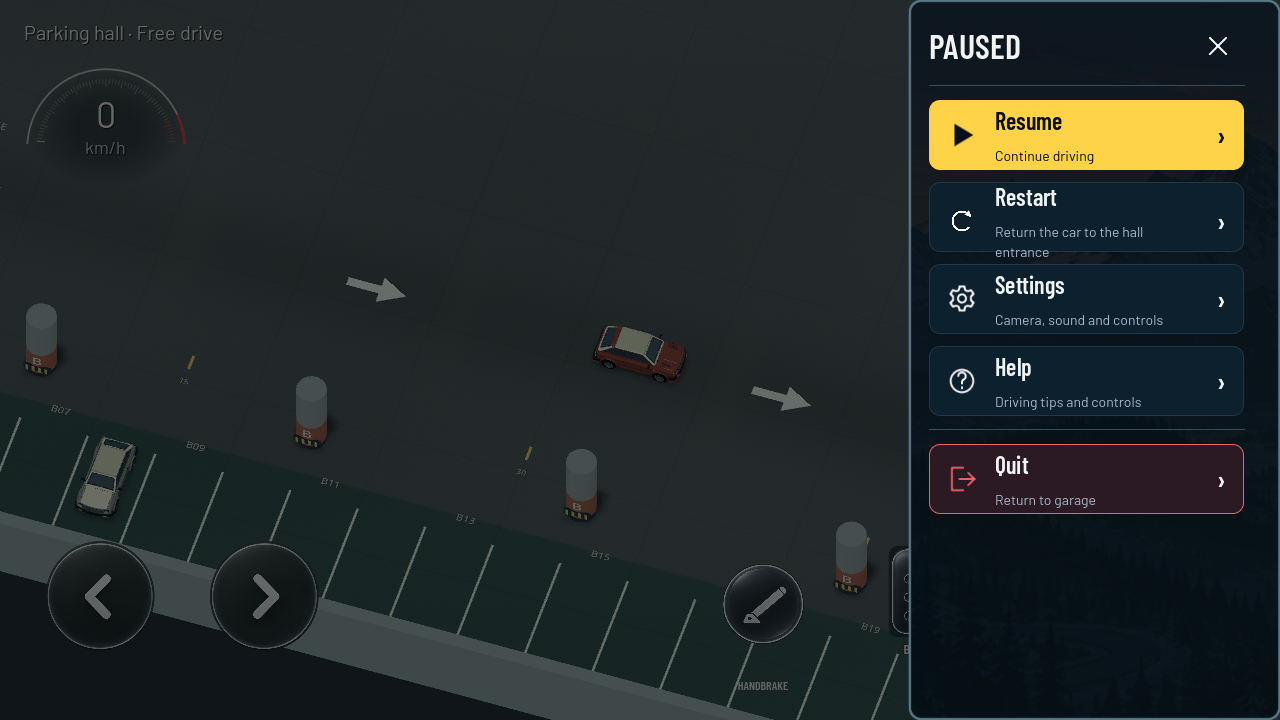 Parking hall · Free drive
0
km/h
PAUSED
Resume
Continue driving
Restart
Return the car to the hall
entrance
Settings
Camera, sound and controls
Help
Driving tips and controls
Quit
Return to garage
B
15
B07
B09
B
B11
30
B
B13
B15
B
B19
HANDBRAKE